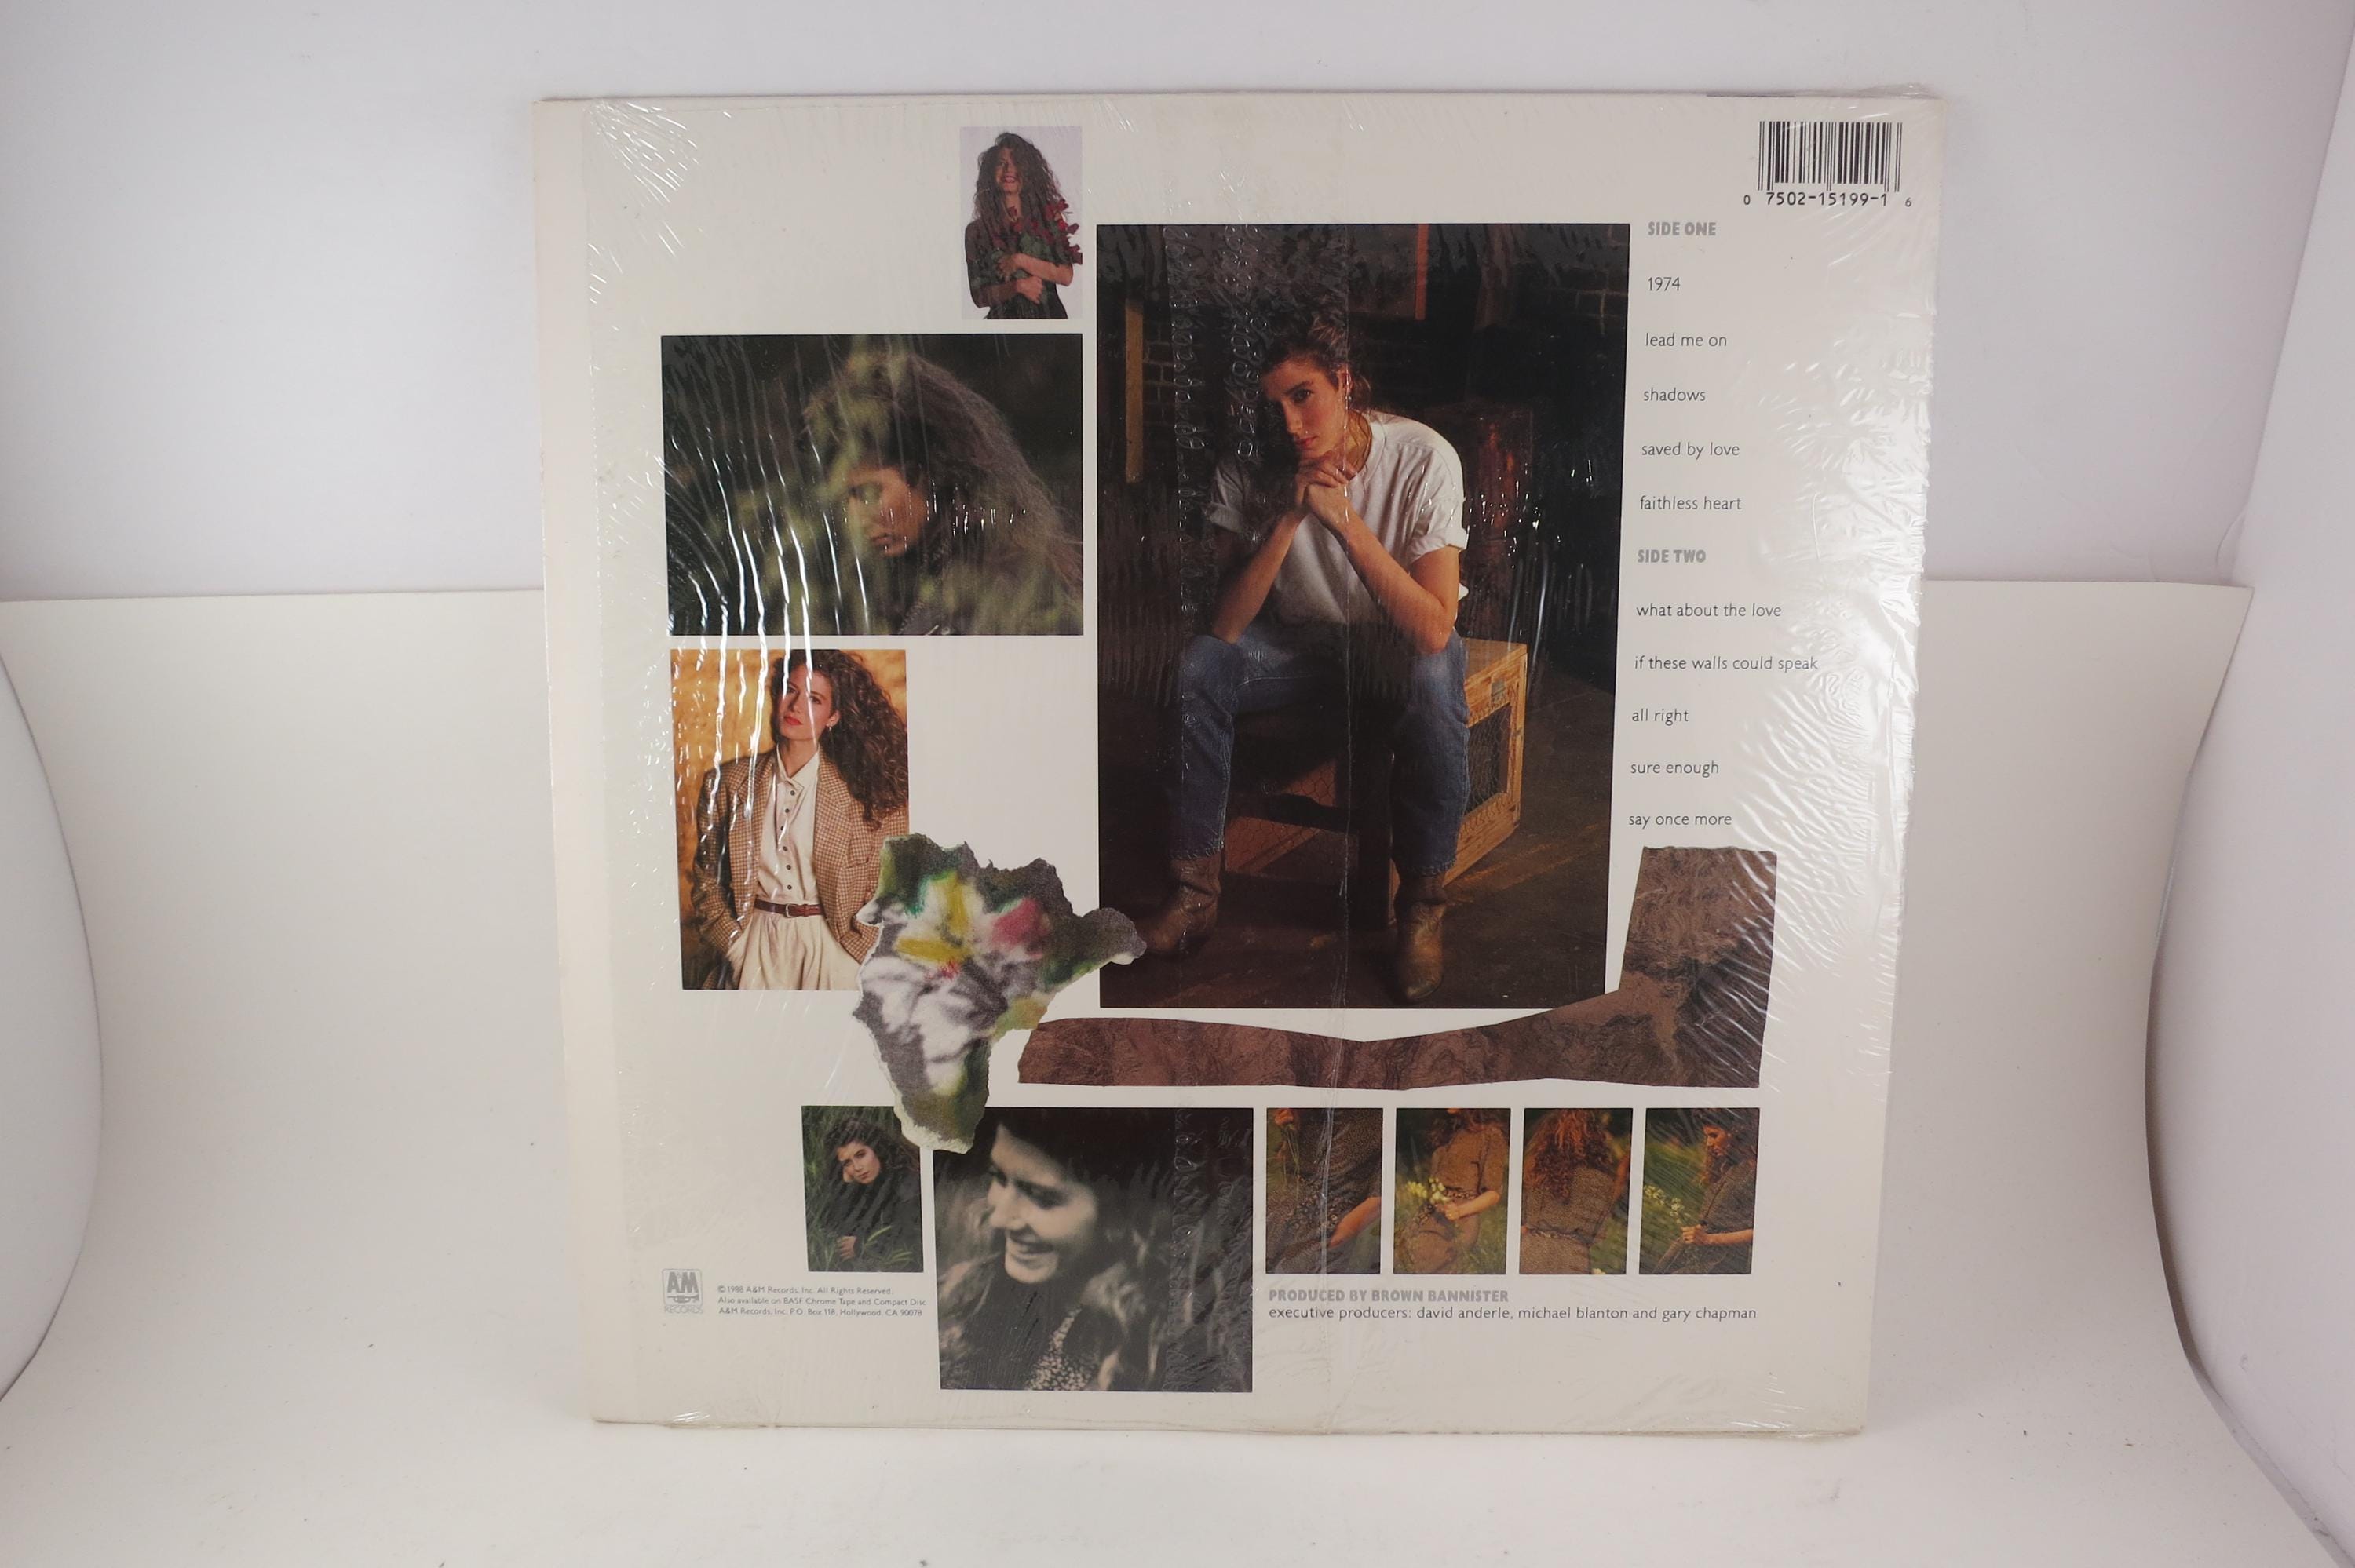 0 7502-15199-1 6
SIDE ONE
1974
lead me on
shadows
saved by love
faithless heart
SIDE TWO
what about the love
if these walls could speak
all right
sure enough
say once more
A&M
RECORDS
© 1988 A&M Records, Inc. All Rights Reserved.
Also available on BASF Chrome Tape and Compact Disc
A&M Records, Inc. P.O. Box 118, Hollywood, CA 90078
PRODUCED BY BROWN BANNISTER
executive producers: david anderle, michael blanton and gary chapman